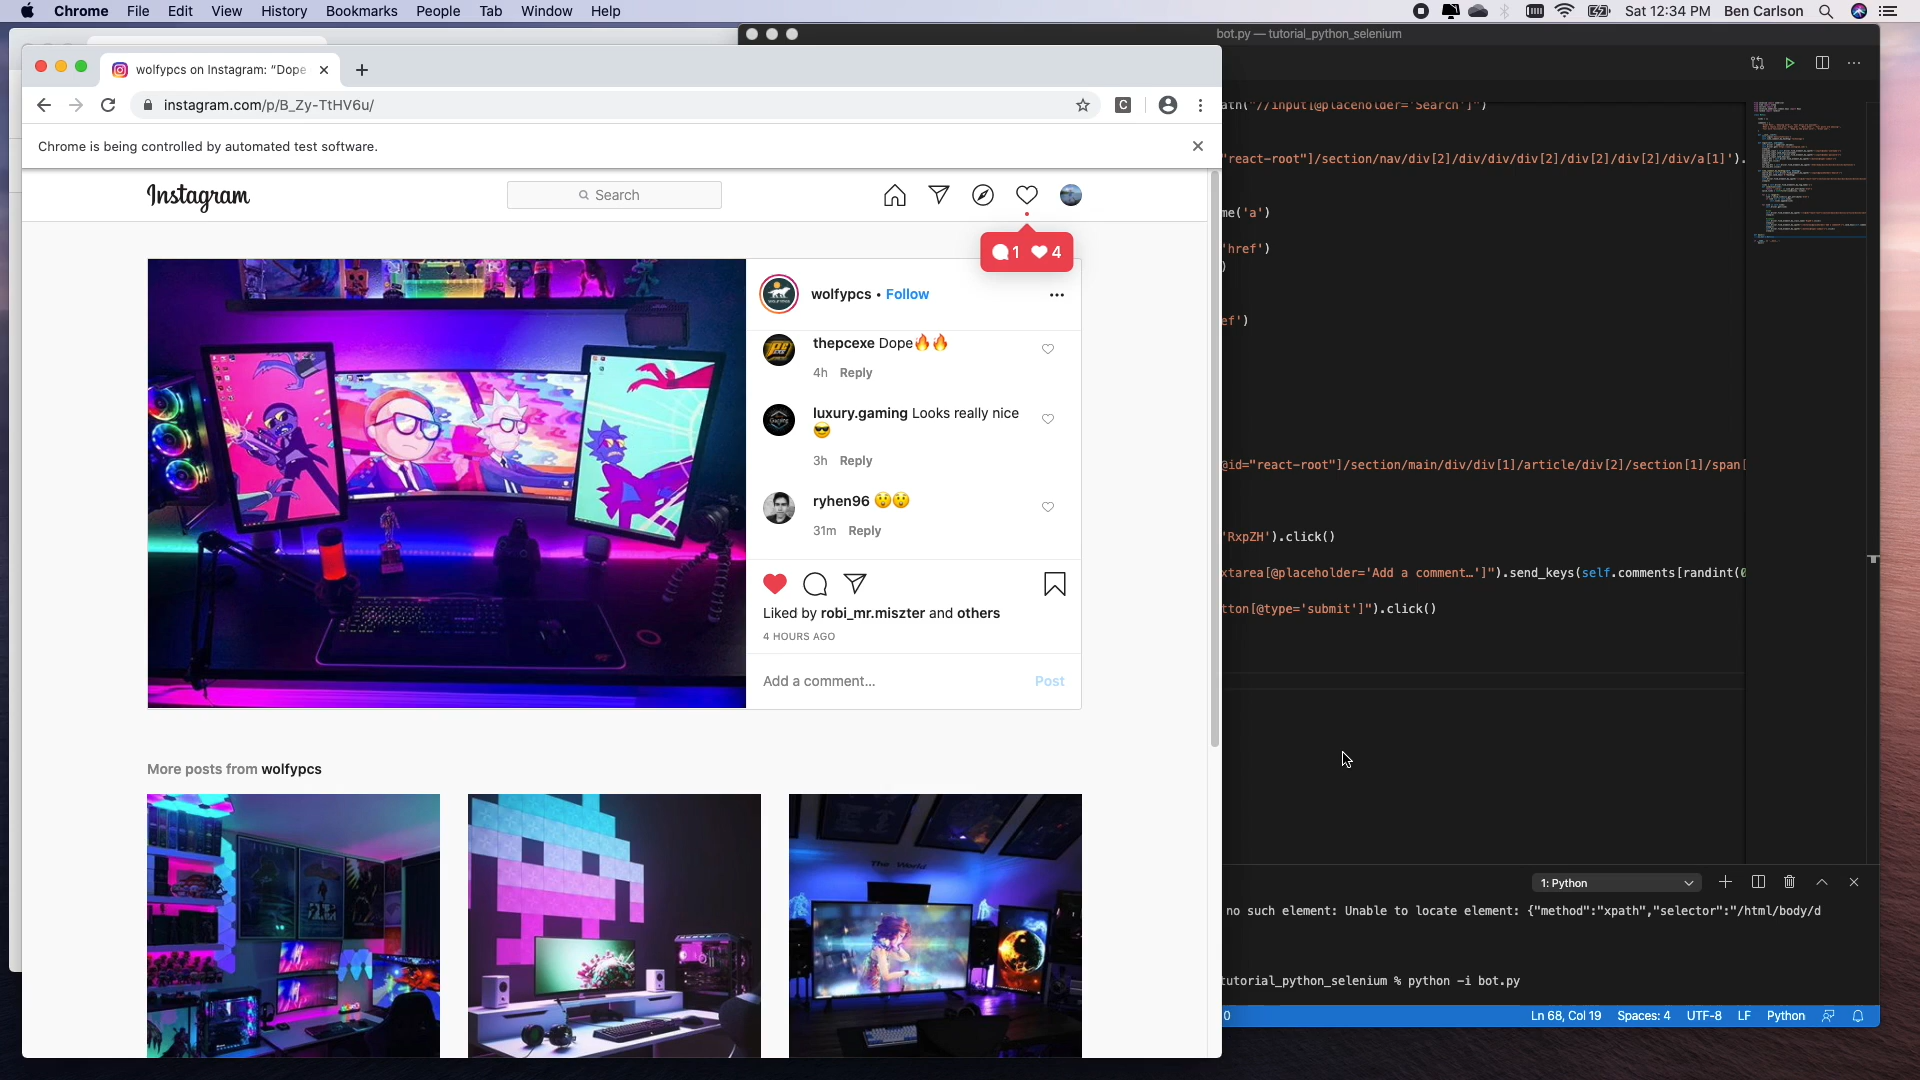 Chrome File Edit View History Bookmarks People Tab Window Help
Sat 12:34 PM Ben Carlson
bot.py — tutorial_python_selenium
wolfypcs on Instagram: “Dope
instagram.com/p/B_Zy-TtHV6u/
Chrome is being controlled by automated test software.
Instagram
Search
1 4
wolfypcs • Follow
thepcexe Dope🔥🔥
4h Reply
luxury.gaming Looks really nice
😎
3h Reply
ryhen96 😲😲
31m Reply
Liked by robi_mr.miszter and others
4 HOURS AGO
Add a comment...
Post
More posts from wolfypcs
The World
ath("//input[@placeholder='Search']")
"react-root"]/section/nav/div[2]/div/div/div[2]/div[2]/div[2]/div/a[1]').
me('a')
'href')
)
ef')
@id="react-root"]/section/main/div/div[1]/article/div[2]/section[1]/span[
'RxpZH').click()
xtarea[@placeholder='Add a comment…']").send_keys(self.comments[randint(0
tton[@type='submit']").click()
1: Python
no such element: Unable to locate element: {"method":"xpath","selector":"/html/body/d
tutorial_python_selenium % python -i bot.py
0
Ln 68, Col 19 Spaces: 4 UTF-8 LF Python